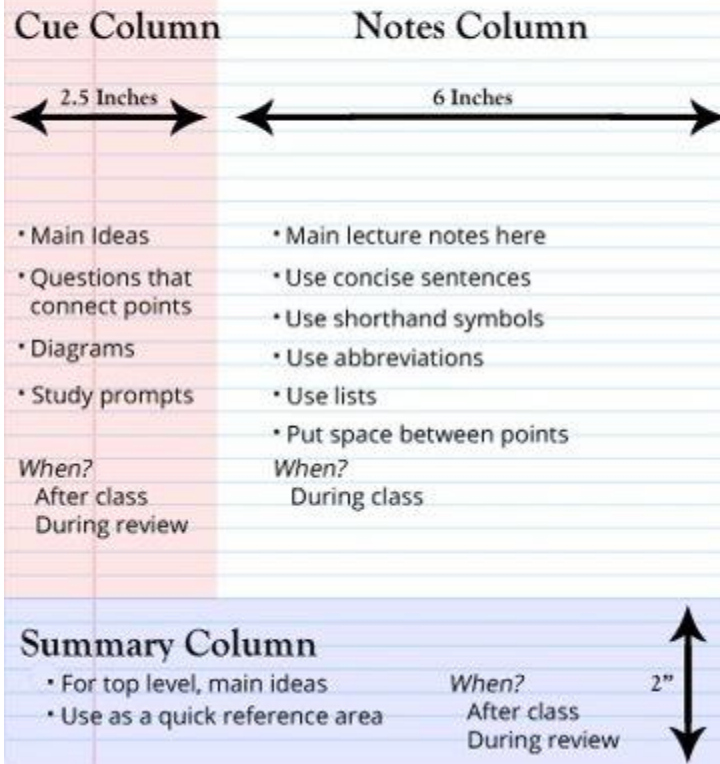 Cue Column
2.5 Inches
• Main Ideas
• Questions that
connect points
• Diagrams
• Study prompts
When?
After class
During review
Notes Column
6 Inches
• Main lecture notes here
• Use concise sentences
• Use shorthand symbols
• Use abbreviations
• Use lists
• Put space between points
When?
During class
Summary Column
• For top level, main ideas
• Use as a quick reference area
When?
After class
During review
2”